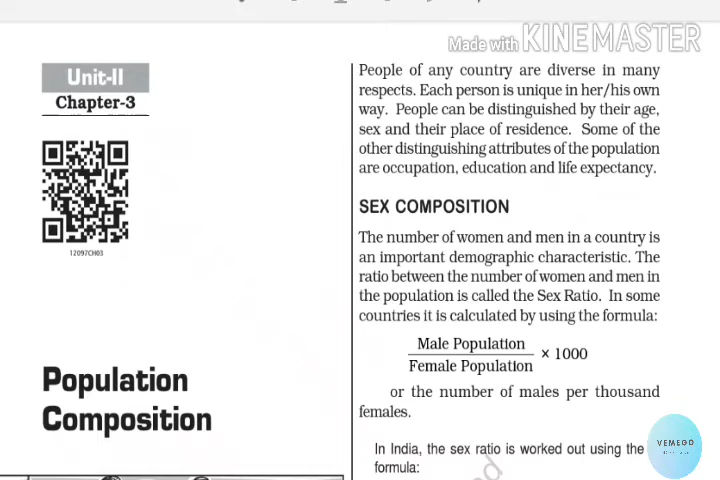 Made with KINEMASTER
Unit-II
Chapter-3
12097CH03
Population
Composition
People of any country are diverse in many
respects. Each person is unique in her/his own
way. People can be distinguished by their age,
sex and their place of residence. Some of the
other distinguishing attributes of the population
are occupation, education and life expectancy.
SEX COMPOSITION
The number of women and men in a country is
an important demographic characteristic. The
ratio between the number of women and men in
the population is called the Sex Ratio. In some
countries it is calculated by using the formula:
Male Population
Female Population
× 1000
or the number of males per thousand
females.
In India, the sex ratio is worked out using the
formula:
VEMEGO